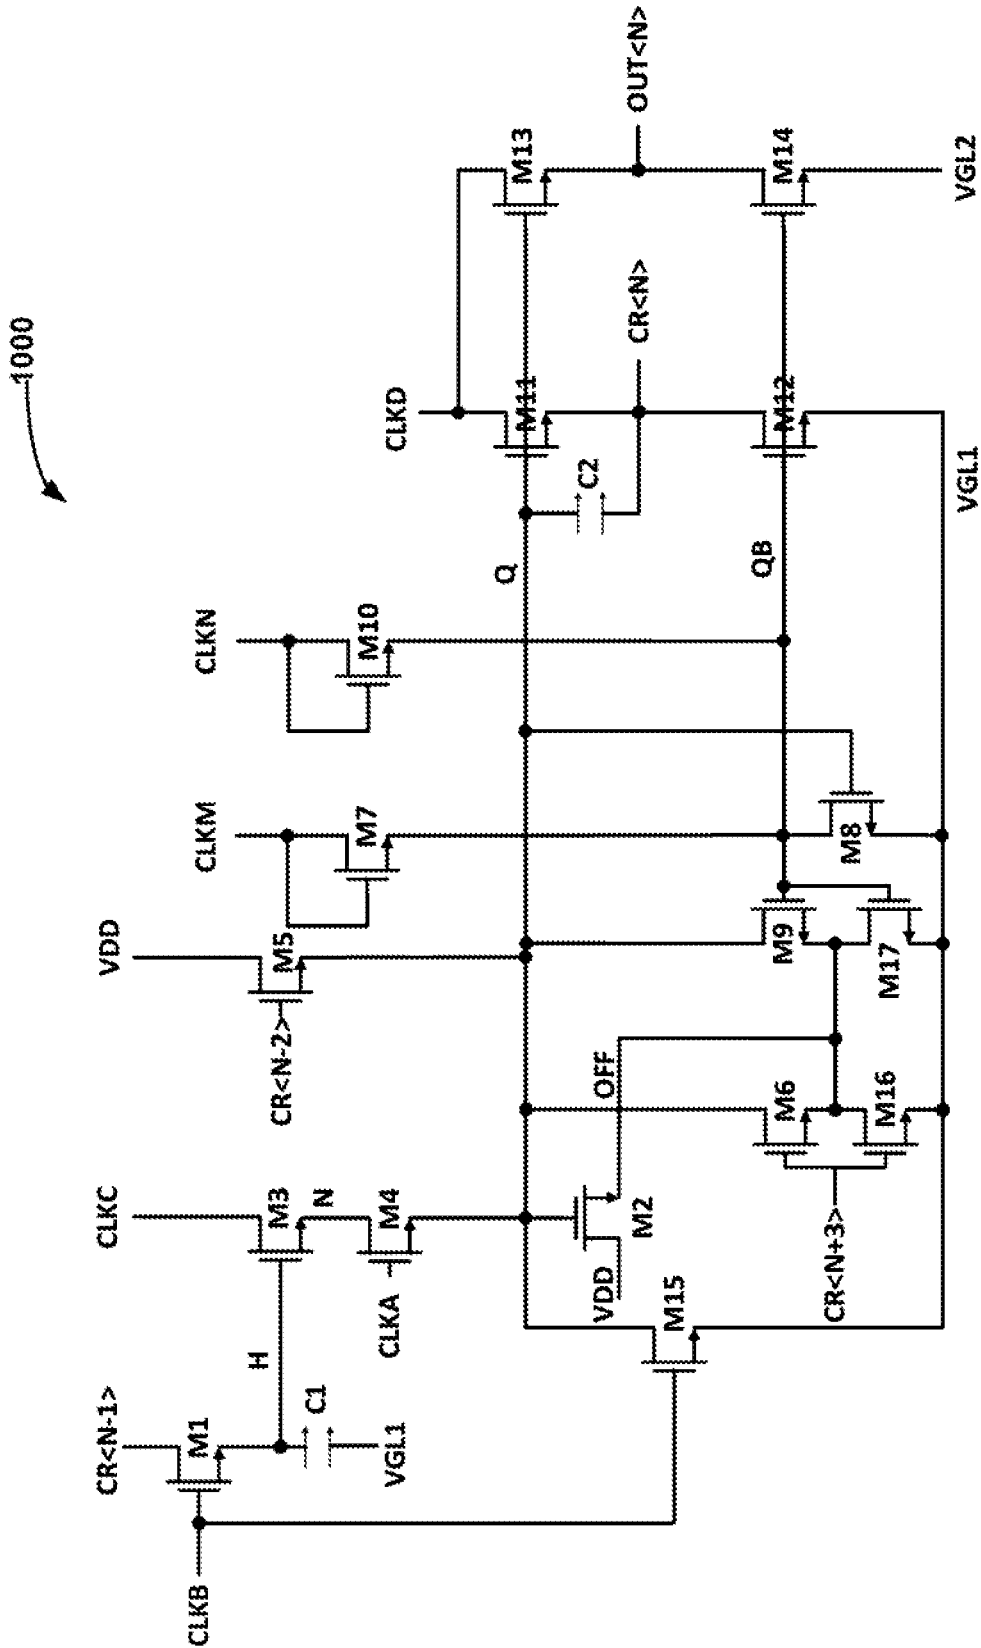 1000
CLKB
CR<N-1>
M1
H
C1
VGL1
CLKC
M3
N
M4
CLKA
VDD
M5
CR<N-2>
CLKM
M7
CLKN
M10
CLKD
M11
M13
Q
C2
CR<N>
OUT<N>
QB
M12
M14
VGL2
VGL1
M15
VDD
M2
OFF
M6
M16
CR<N+3>
M9
M17
M8